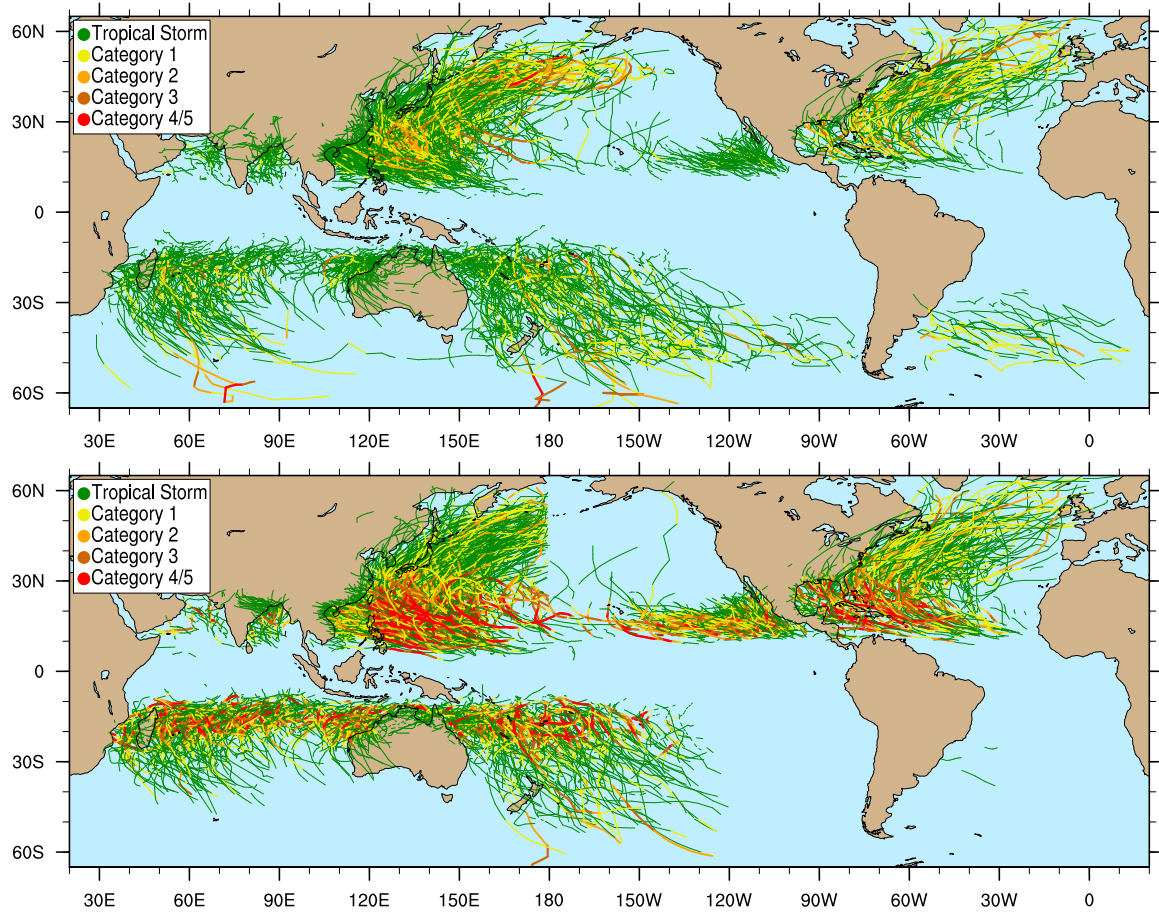 60N
Tropical Storm
Category 1
Category 2
Category 3
Category 4/5
30N
0
30S
60S
30E 60E 90E 120E 150E 180 150W 120W 90W 60W 30W 0
60N
Tropical Storm
Category 1
Category 2
Category 3
Category 4/5
30N
0
30S
60S
30E 60E 90E 120E 150E 180 150W 120W 90W 60W 30W 0